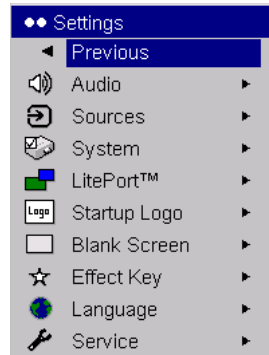 Settings
Previous
Audio
Sources
System
LitePort™
Logo Startup Logo
Blank Screen
Effect Key
Language
Service